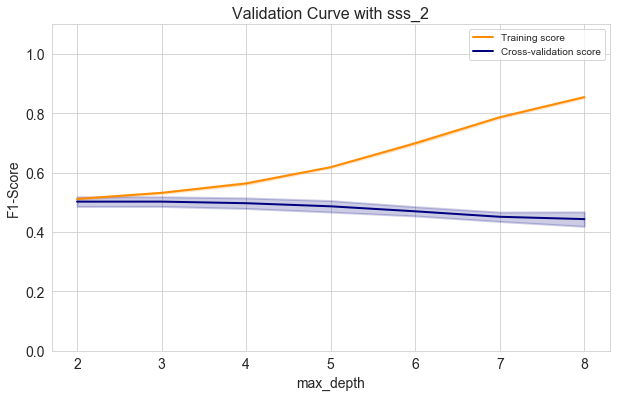 Validation Curve with sss_2
Training score
Cross-validation score
F1-Score
1.0
0.8
0.6
0.4
0.2
0.0
2 3 4 5 6 7 8
max_depth